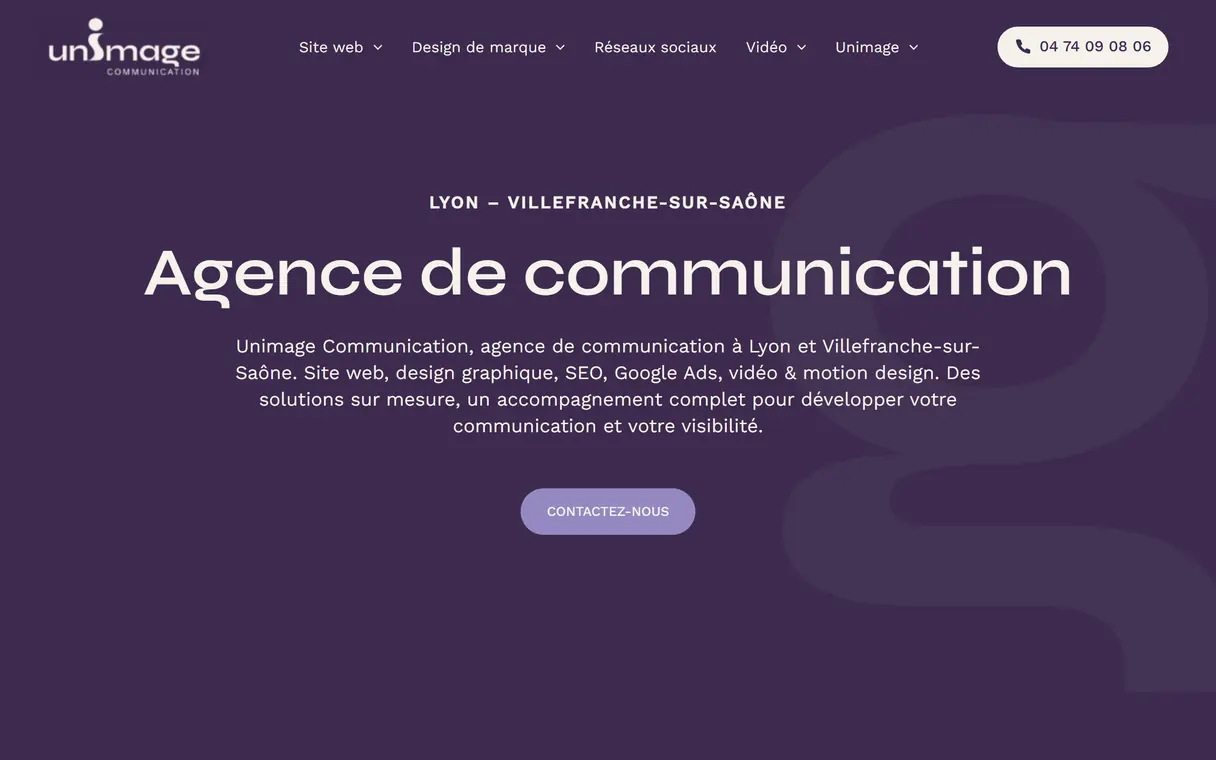 unimage
COMMUNICATION
Site web
Design de marque
Réseaux sociaux
Vidéo
Unimage
04 74 09 08 06
LYON – VILLEFRANCHE-SUR-SAÔNE
Agence de communication
Unimage Communication, agence de communication à Lyon et Villefranche-sur-
Saône. Site web, design graphique, SEO, Google Ads, vidéo & motion design. Des
solutions sur mesure, un accompagnement complet pour développer votre
communication et votre visibilité.
CONTACTEZ-NOUS